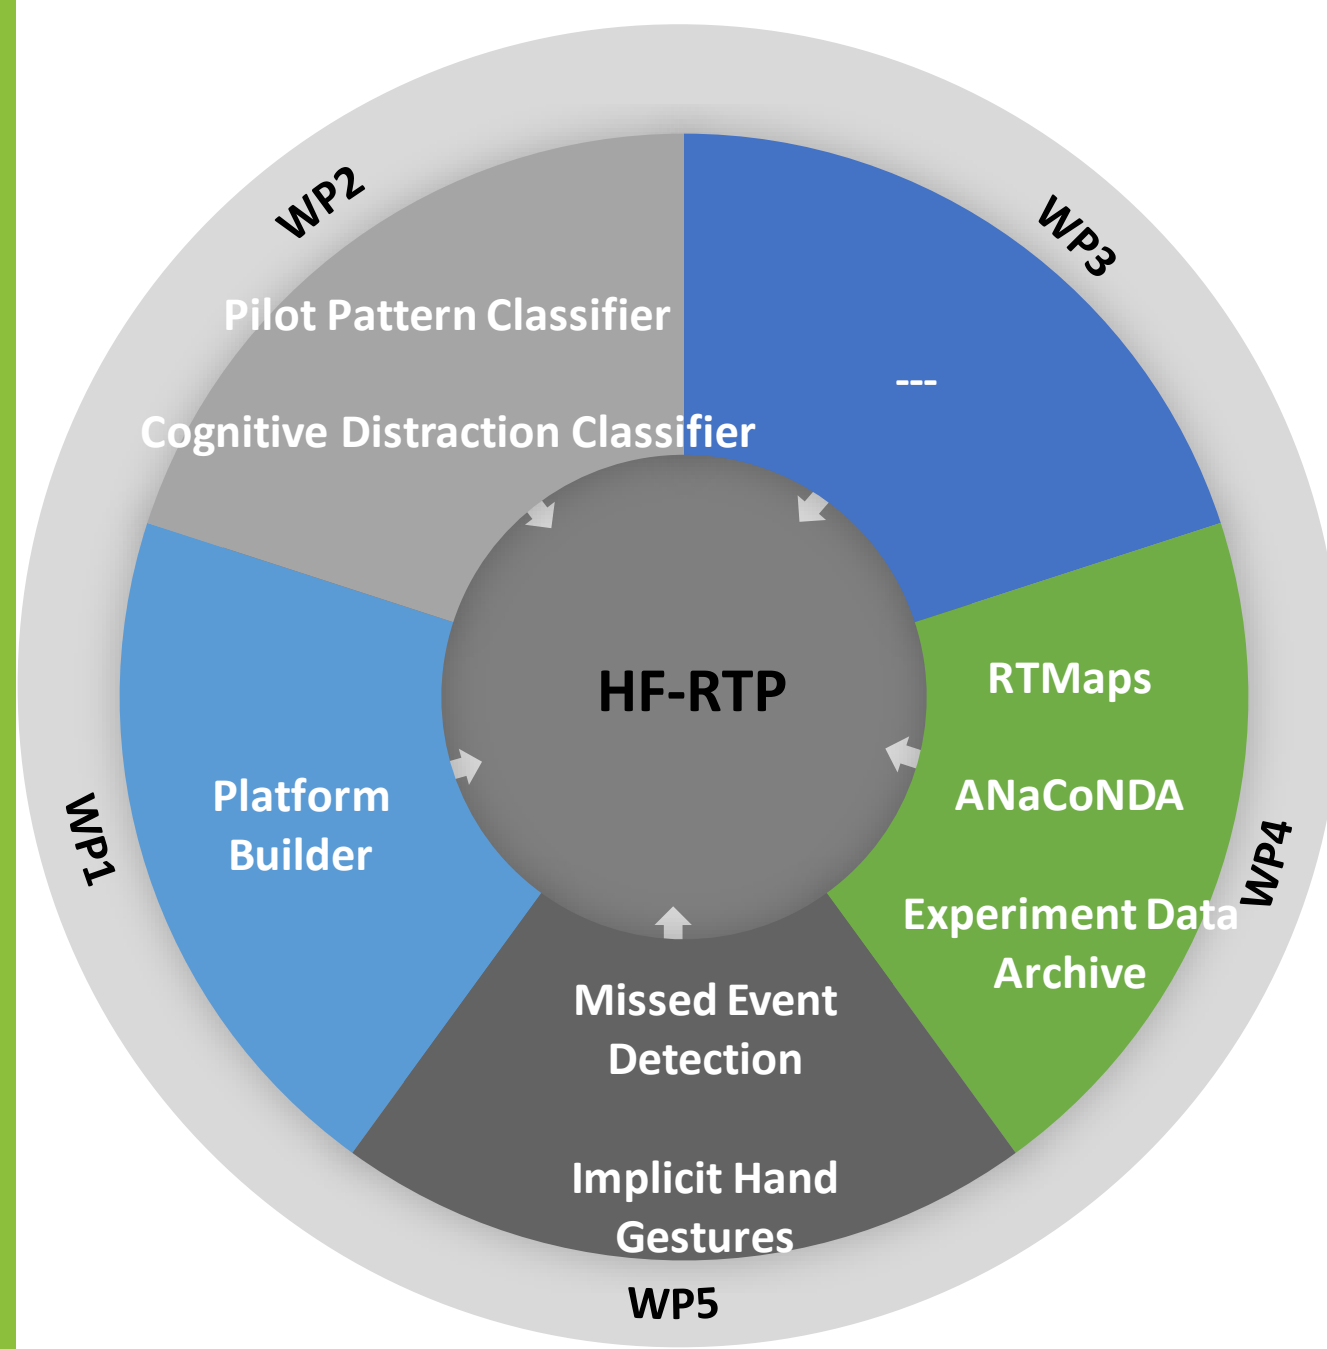 WP2
WP3
Pilot Pattern Classifier
---
Cognitive Distraction Classifier
HF-RTP
RTMaps
ANaCoNDA
Experiment Data
Archive
WP4
Platform
Builder
WP1
Missed Event
Detection
Implicit Hand
Gestures
WP5